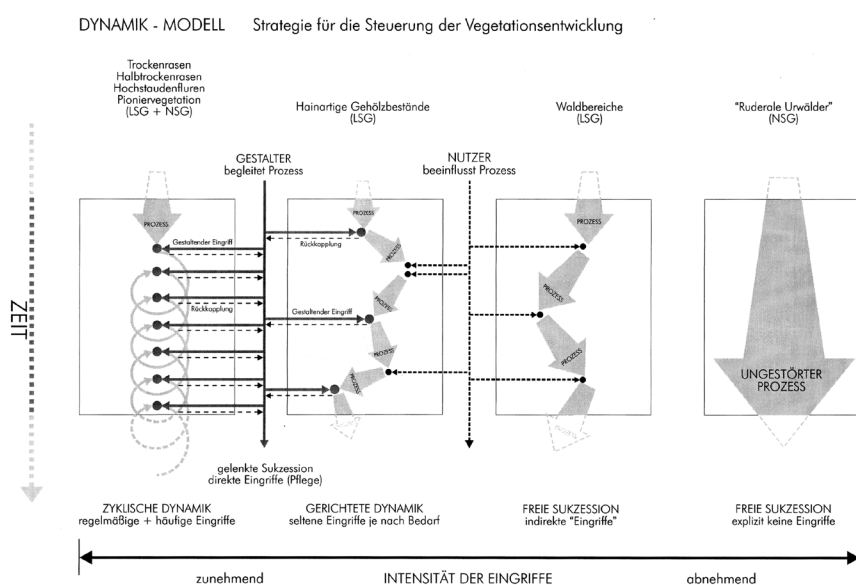 DYNAMIK - MODELL Strategie für die Steuerung der Vegetationsentwicklung
Trockenrasen
Halbtrockenrasen
Hochstaudenfluren
Pioniervegetation
(LSG + NSG)
Hainartige Gehölzbestände
(LSG)
Waldbereiche
(LSG)
"Ruderale Urwälder"
(NSG)
GESTALTER
begleitet Prozess
NUTZER
beeinflusst Prozess
ZEIT
PROZESS
Gestaltender Eingriff
Rückkopplung
PROZESS
Rückkopplung
PROZESS
PROZESS
Gestaltender Eingriff
PROZESS
PROZESS
PROZESS
PROZESS
PROZESS
UNGESTÖRTER
PROZESS
gelenkte Sukzession
direkte Eingriffe (Pflege)
ZYKLISCHE DYNAMIK
regelmäßige + häufige Eingriffe
GERICHTETE DYNAMIK
seltene Eingriffe je nach Bedarf
FREIE SUKZESSION
indirekte "Eingriffe"
FREIE SUKZESSION
explizit keine Eingriffe
zunehmend INTENSITÄT DER EINGRIFFE abnehmend